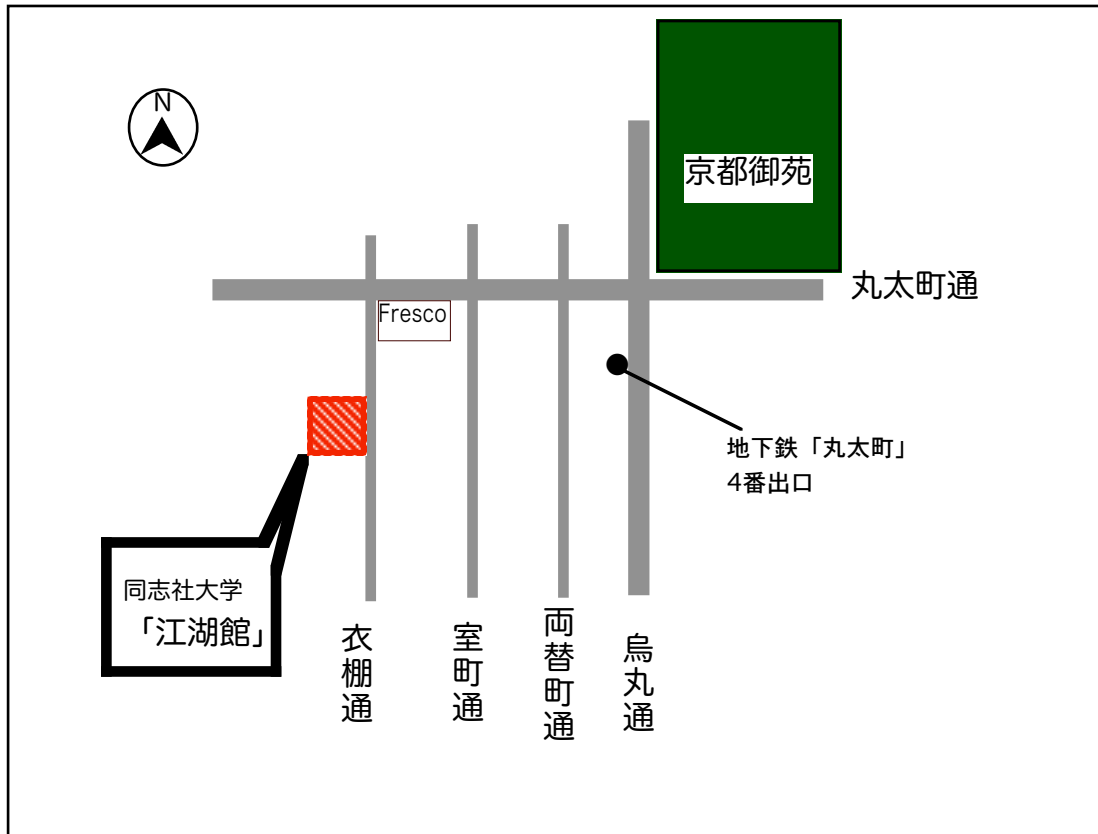 N
京都御苑
丸太町通
Fresco
地下鉄「丸太町」
4番出口
同志社大学
「江湖館」
衣棚通
室町通
両替町通
烏丸通